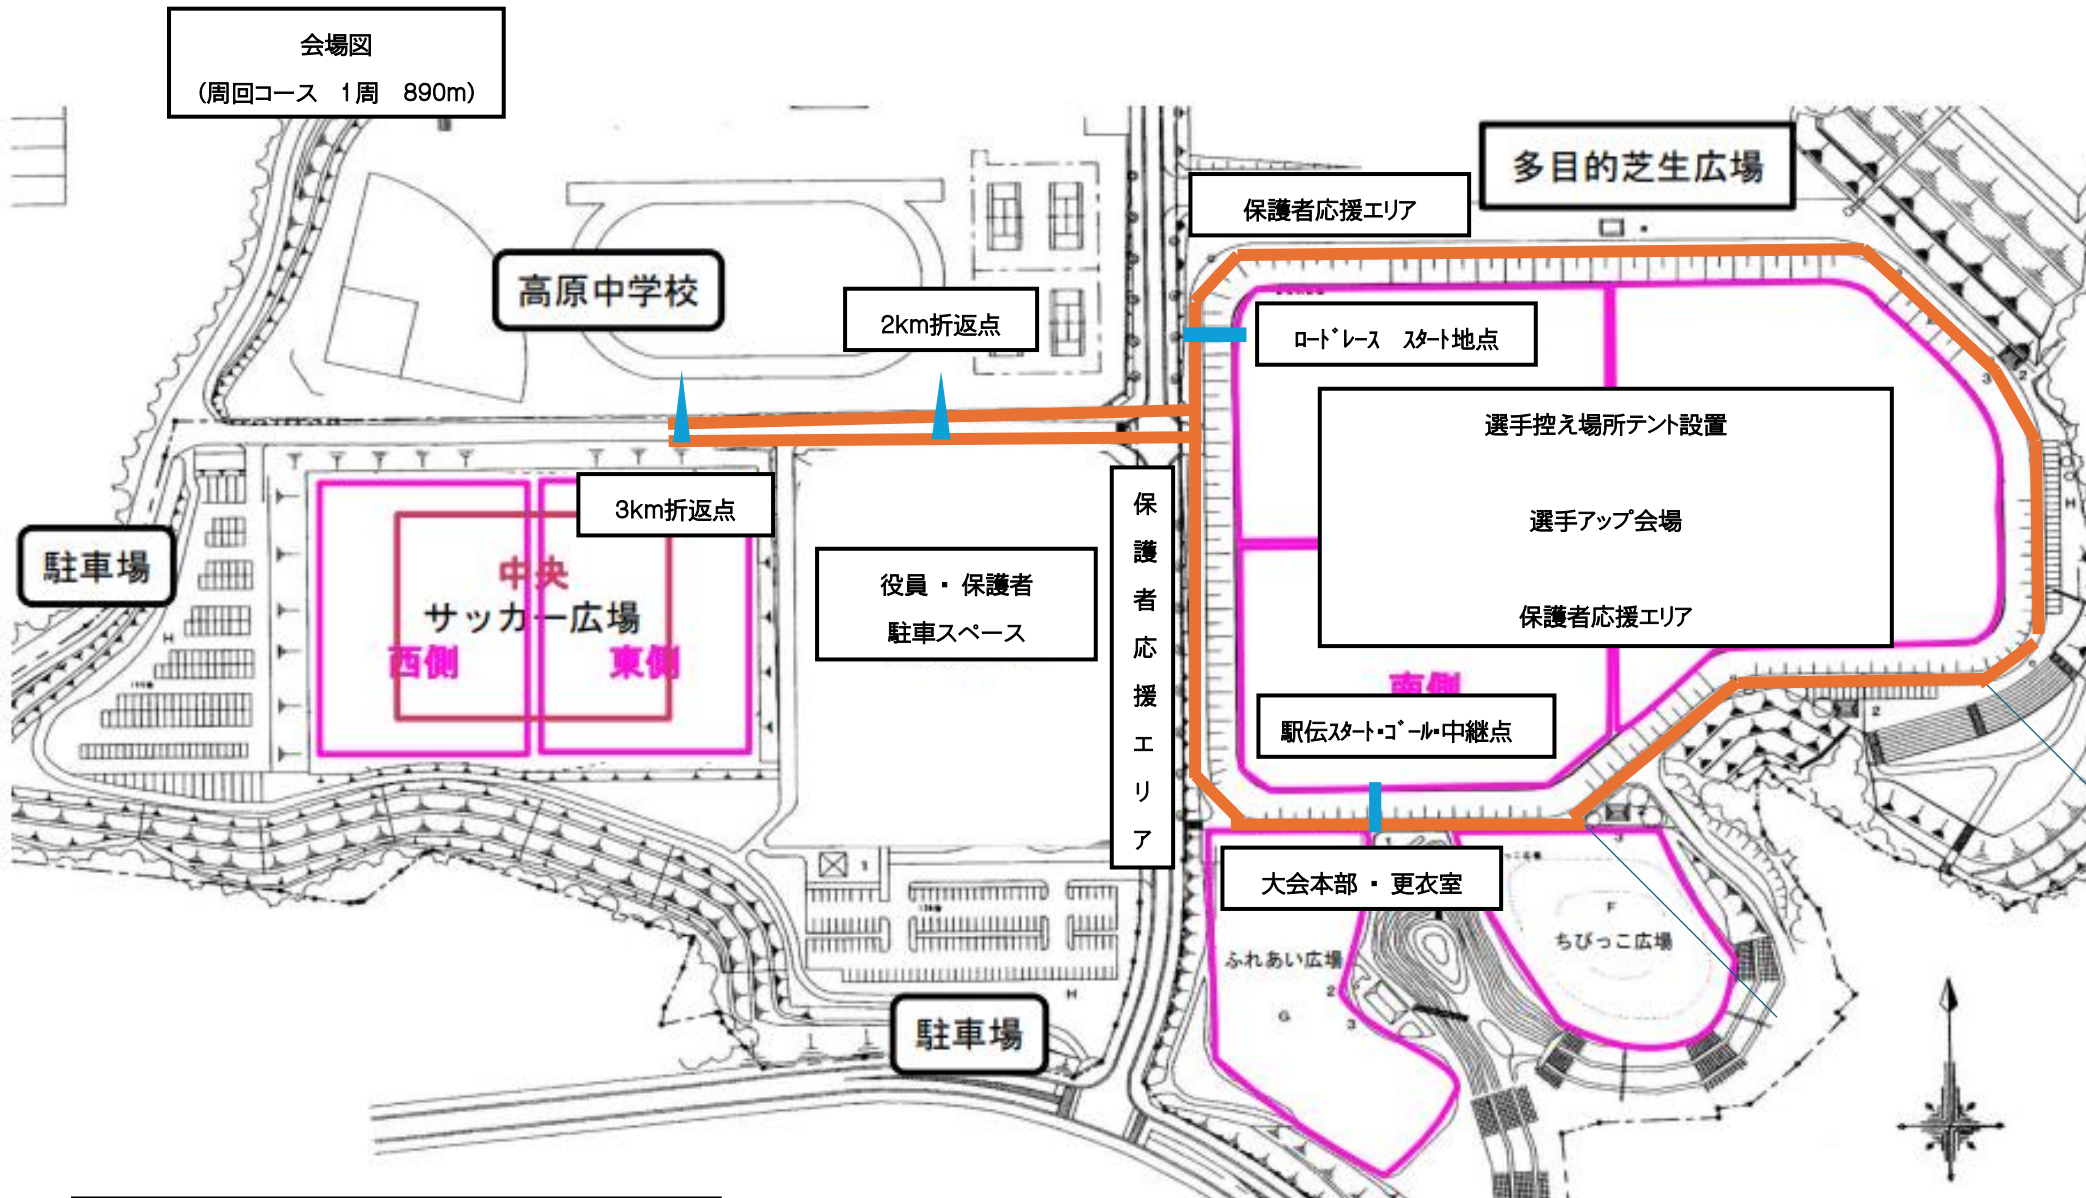 会場図
(周回コース　1周　890m)
多目的芝生広場
保護者応援エリア
高原中学校
2km折返点
ロードレース　スタート地点
選手控え場所テント設置
選手アップ会場
保護者応援エリア
3km折返点
保護者応援エリア
駐車場
中央
サッカー広場
西側
東側
役員・保護者
駐車スペース
南側
駅伝スタート・ゴール・中継点
大会本部・更衣室
ふれあい広場
ちびっこ広場
F
G
H
H
H
1
1
2
3
2
3
2
駐車場